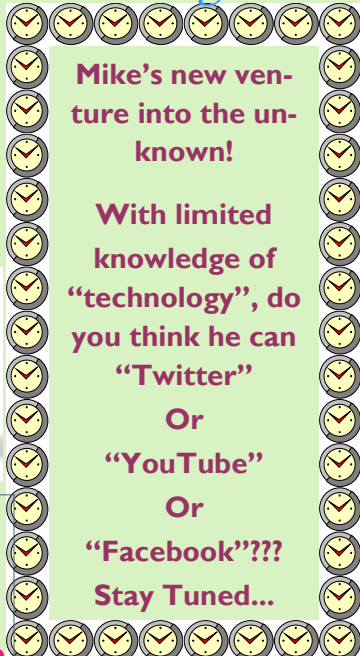 Mike’s new ven-
ture into the un-
known!
With limited
knowledge of
“technology”, do
you think he can
“Twitter”
Or
“YouTube”
Or
“Facebook”???
Stay Tuned...